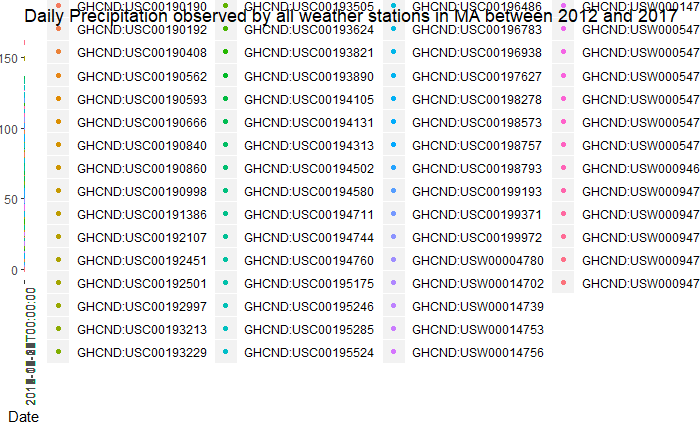 Daily Precipitation observed by all weather stations in MA between 2012 and 2017
GHCND:USC00190190 GHCND:USC00193505 GHCND:USC00196486
GHCND:USC00190192 GHCND:USC00193624 GHCND:USC00196783 GHCND:USW000547
GHCND:USC00190408 GHCND:USC00193821 GHCND:USC00196938 GHCND:USW000547
GHCND:USC00190562 GHCND:USC00193890 GHCND:USC00197627 GHCND:USW000547
GHCND:USC00190593 GHCND:USC00194105 GHCND:USC00198278 GHCND:USW000547
GHCND:USC00190666 GHCND:USC00194131 GHCND:USC00198573 GHCND:USW000547
GHCND:USC00190840 GHCND:USC00194313 GHCND:USC00198757 GHCND:USW000547
GHCND:USC00190860 GHCND:USC00194502 GHCND:USC00198793 GHCND:USW000946
GHCND:USC00190998 GHCND:USC00194580 GHCND:USC00199193 GHCND:USW000947
GHCND:USC00191386 GHCND:USC00194711 GHCND:USC00199371 GHCND:USW000947
GHCND:USC00192107 GHCND:USC00194744 GHCND:USC00199972 GHCND:USW000947
GHCND:USC00192451 GHCND:USC00194760 GHCND:USW00004780 GHCND:USW000947
GHCND:USC00192501 GHCND:USC00195175 GHCND:USW00014702 GHCND:USW000947
GHCND:USC00192997 GHCND:USC00195246 GHCND:USW00014739
GHCND:USC00193213 GHCND:USC00195285 GHCND:USW00014753
GHCND:USC00193229 GHCND:USC00195524 GHCND:USW00014756
150
100
50
0
Date